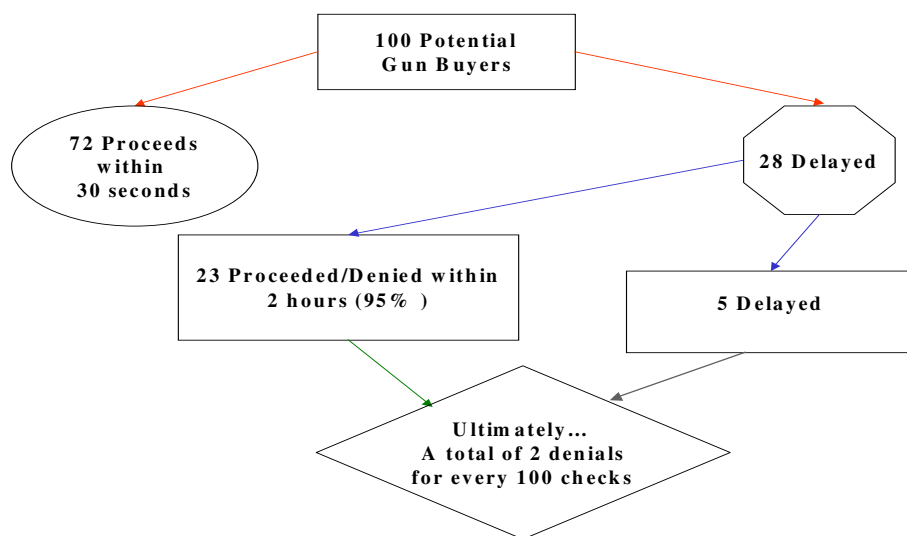 100 Potential
Gun Buyers
72 Proceeds
within
30 seconds
28 Delayed
23 Proceeded/Denied within
2 hours (95% )
5 Delayed
Ultimately…
A total of 2 denials
for every 100 checks